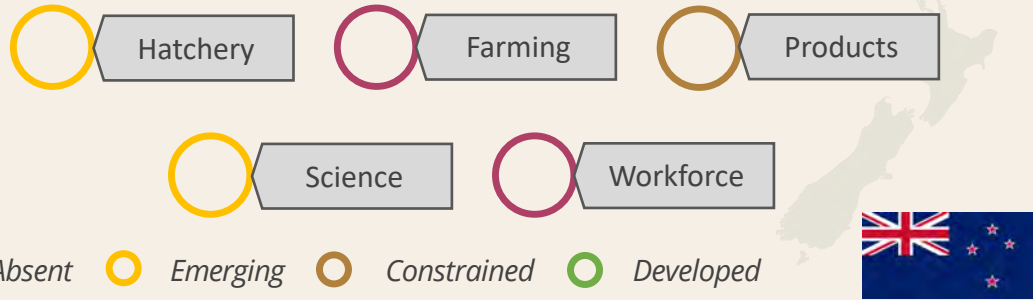 Hatchery Farming Products
Science Workforce
Absent Emerging Constrained Developed